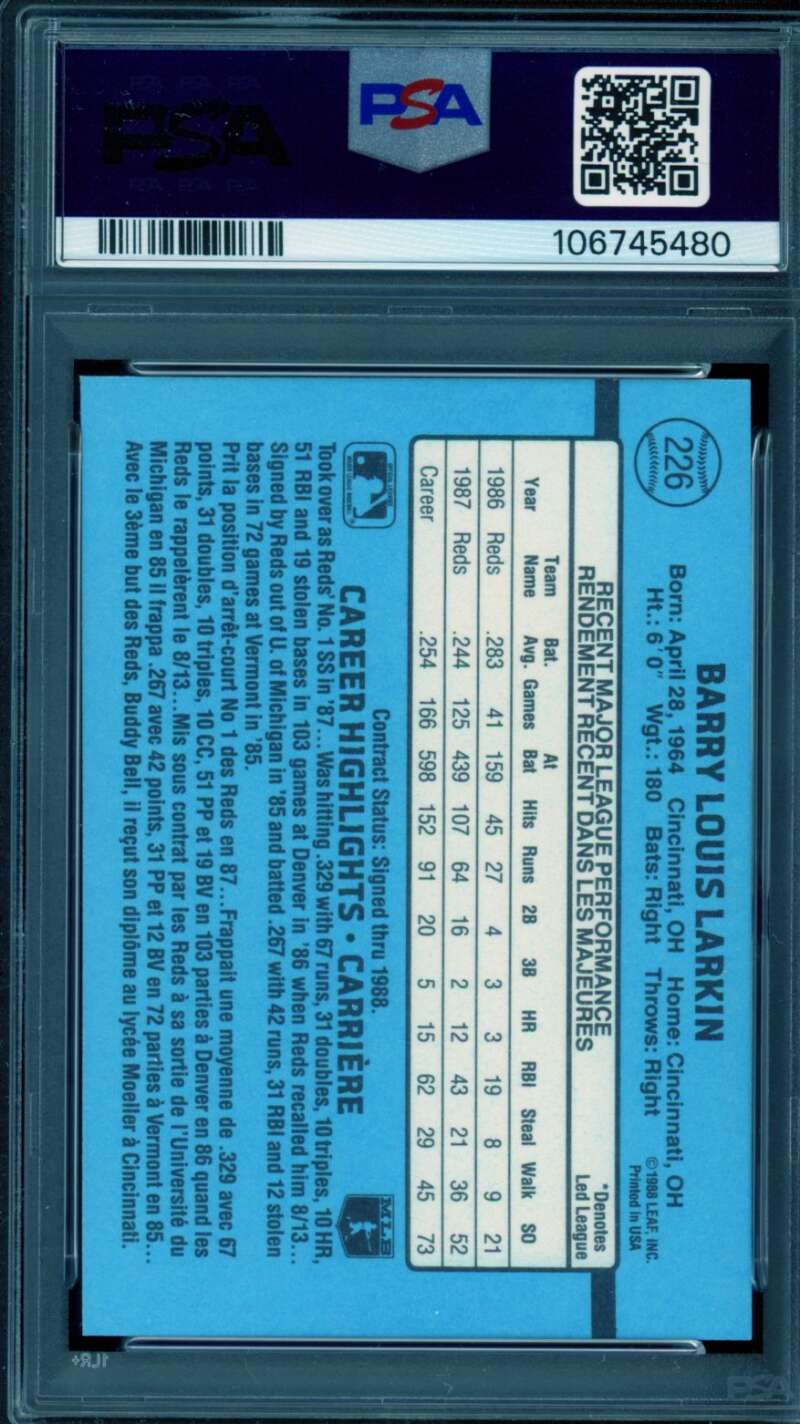 PSA
PSA
106745480
226
BARRY LOUIS LARKIN
Born: April 28, 1964 Cincinnati, OH Home: Cincinnati, OH
Ht.: 6'0" Wgt.: 180 Bats: Right Throws: Right
©1988 LEAF, INC.
Printed in USA
RECENT MAJOR LEAGUE PERFORMANCE
RENDEMENT RECENT DANS LES MAJEURES
*Denotes
Led League
Year Team Name Bat. Avg. Games At Bat Hits Runs 2B 3B HR RBI Steal Walk SO
1986 Reds .283 41 159 45 27 4 3 3 19 8 9 21
1987 Reds .244 125 439 107 64 16 2 12 43 21 36 52
Career .254 166 598 152 91 20 5 15 62 29 45 73
Contract Status: Signed thru 1988.
CAREER HIGHLIGHTS • CARRIÈRE
MLB
Took over as Reds' No. 1 SS in '87... Was hitting .329 with 67 runs, 31 doubles, 10 triples, 10 HR,
51 RBI and 19 stolen bases in 103 games at Denver in '86 when Reds recalled him 8/13...
Signed by Reds out of U. of Michigan in '85 and batted .267 with 42 runs, 31 RBI and 12 stolen
bases in 72 games at Vermont in '85.
Prit la position d'arrêt-court No 1 des Reds en 87...Frappait une moyenne de .329 avec 67
points, 31 doubles, 10 triples, 10 CC, 51 PP et 19 BV en 103 parties à Denver en 86 quand les
Reds le rappelèrent le 8/13...Mis sous contrat par les Reds à sa sortie de l'Université du
Michigan en 85 il frappa .267 avec 42 points, 31 PP et 12 BV en 72 parties à Vermont en 85...
Avec le 3ème but des Reds, Buddy Bell, il reçut son diplôme au lycée Moeller à Cincinnati.
1LR+
PSA